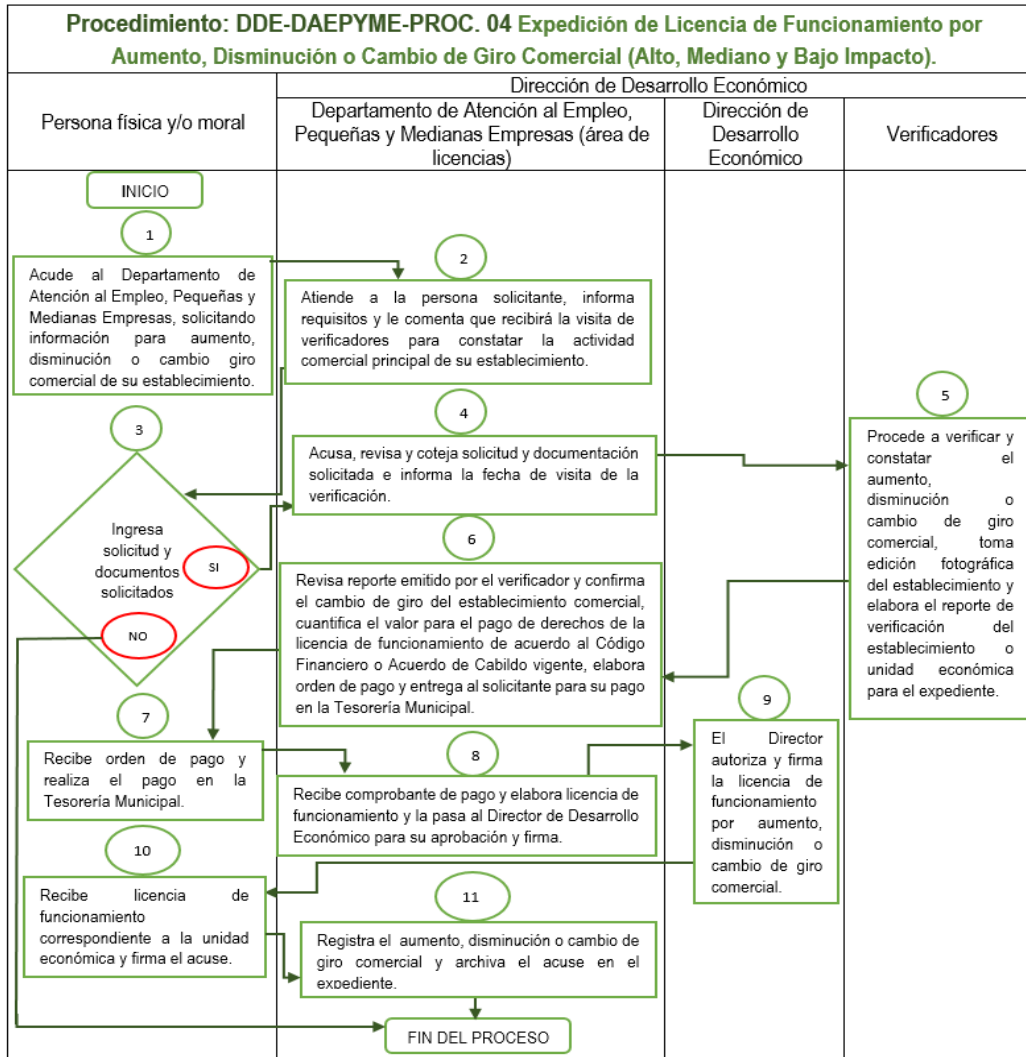 Procedimiento: DDE-DAEPYME-PROC. 04 Expedición de Licencia de Funcionamiento por
Aumento, Disminución o Cambio de Giro Comercial (Alto, Mediano y Bajo Impacto).
Persona física y/o moral
Dirección de Desarrollo Económico
Departamento de Atención al Empleo,
Pequeñas y Medianas Empresas (área de
licencias)
Dirección de
Desarrollo
Económico
Verificadores
INICIO
1
Acude al Departamento de
Atención al Empleo, Pequeñas y
Medianas Empresas, solicitando
información para aumento,
disminución o cambio giro
comercial de su establecimiento.
2
Atiende a la persona solicitante, informa
requisitos y le comenta que recibirá la visita de
verificadores para constatar la actividad
comercial principal de su establecimiento.
3
Ingresa
solicitud y
documentos
solicitados
SI
NO
4
Acusa, revisa y coteja solicitud y documentación
solicitada e informa la fecha de visita de la
verificación.
5
Procede a verificar y
constatar el
aumento,
disminución o
cambio de giro
comercial, toma
edición fotográfica
del establecimiento y
elabora el reporte de
verificación del
establecimiento o
unidad económica
para el expediente.
6
Revisa reporte emitido por el verificador y confirma
el cambio de giro del establecimiento comercial,
cuantifica el valor para el pago de derechos de la
licencia de funcionamiento de acuerdo al Código
Financiero o Acuerdo de Cabildo vigente, elabora
orden de pago y entrega al solicitante para su pago
en la Tesorería Municipal.
7
Recibe orden de pago y
realiza el pago en la
Tesorería Municipal.
8
Recibe comprobante de pago y elabora licencia de
funcionamiento y la pasa al Director de Desarrollo
Económico para su aprobación y firma.
9
El Director
autoriza y firma
la licencia de
funcionamiento
por aumento,
disminución o
cambio de giro
comercial.
10
Recibe licencia de
funcionamiento
correspondiente a la unidad
económica y firma el acuse.
11
Registra el aumento, disminución o cambio de
giro comercial y archiva el acuse en el
expediente.
FIN DEL PROCESO